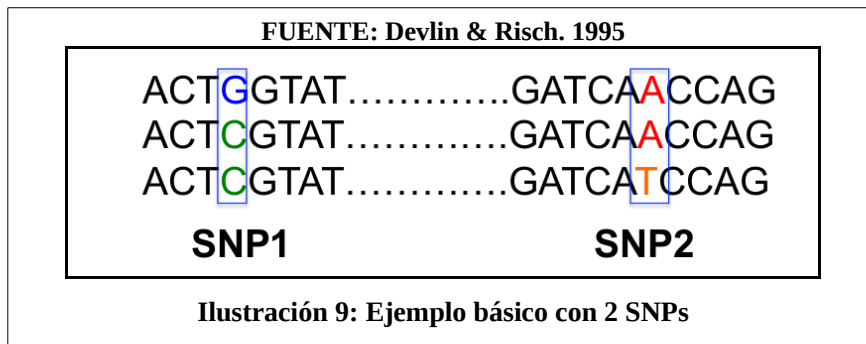 FUENTE: Devlin & Risch. 1995
ACTGGTAT.............GATCAACCAG
ACTCGTAT.............GATCAACCAG
ACTCGTAT.............GATCATCCAG
SNP1 SNP2
Ilustración 9: Ejemplo básico con 2 SNPs